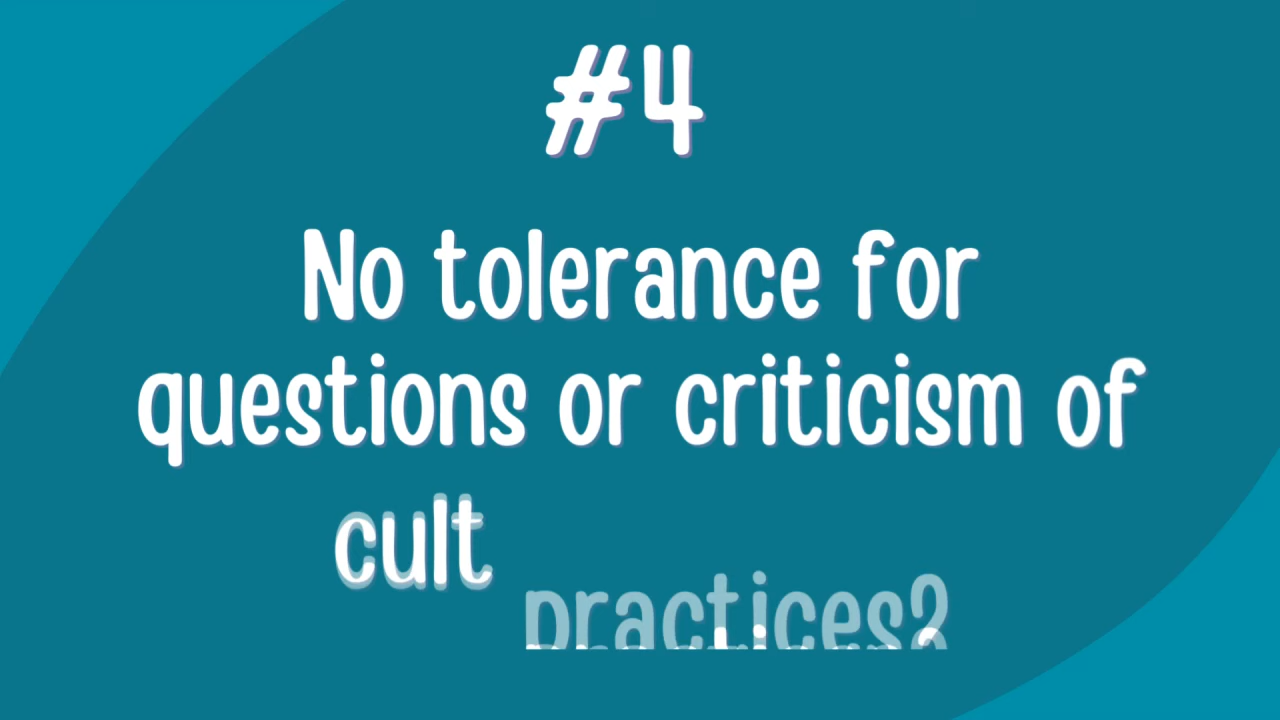 #4
No tolerance for
questions or criticism of
cult practices?